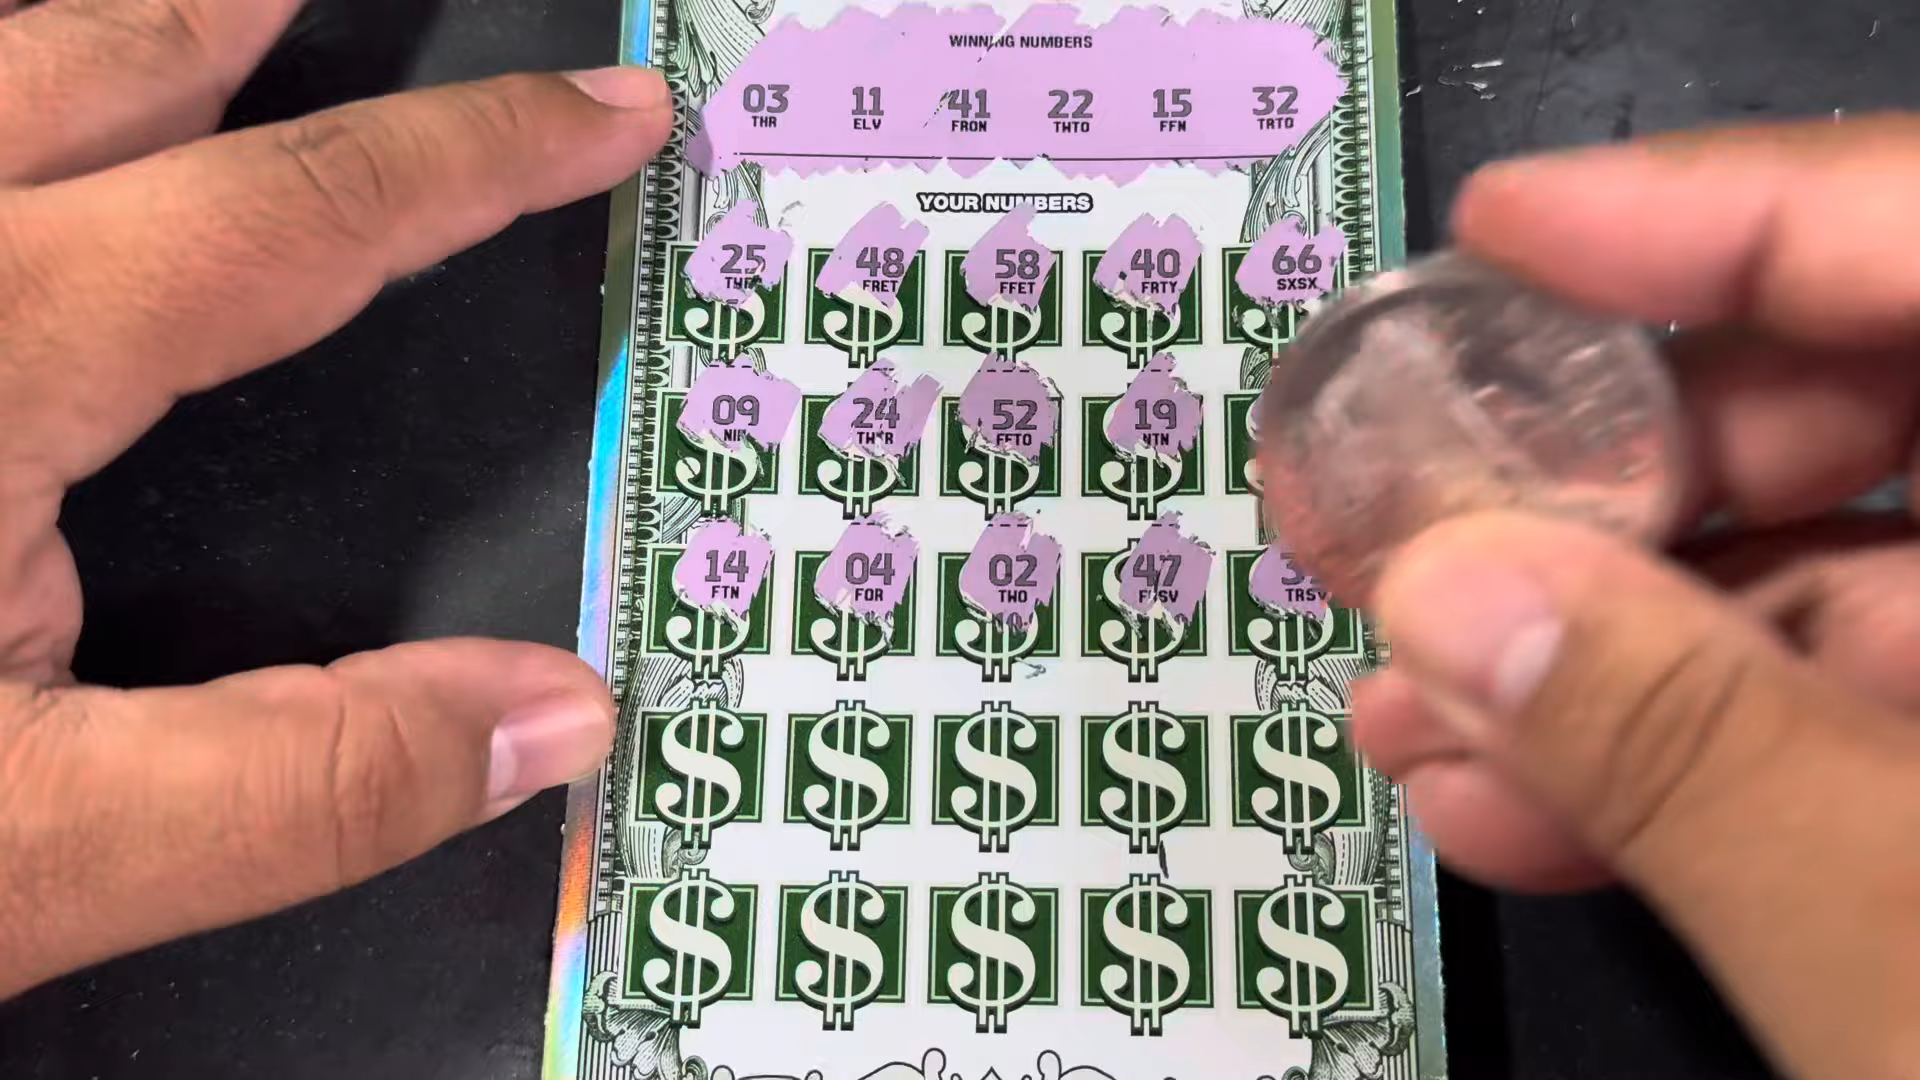 WINNING NUMBERS
03 11 41 22 15 32
THR ELV FRON TWTO FFN TRTO
YOUR NUMBERS
25 48 58 40 66
FRET FFET FRTY SXSX
09 24 52 19
FFTO NTN
14 04 02 47
FTN FOR TWO TRSV